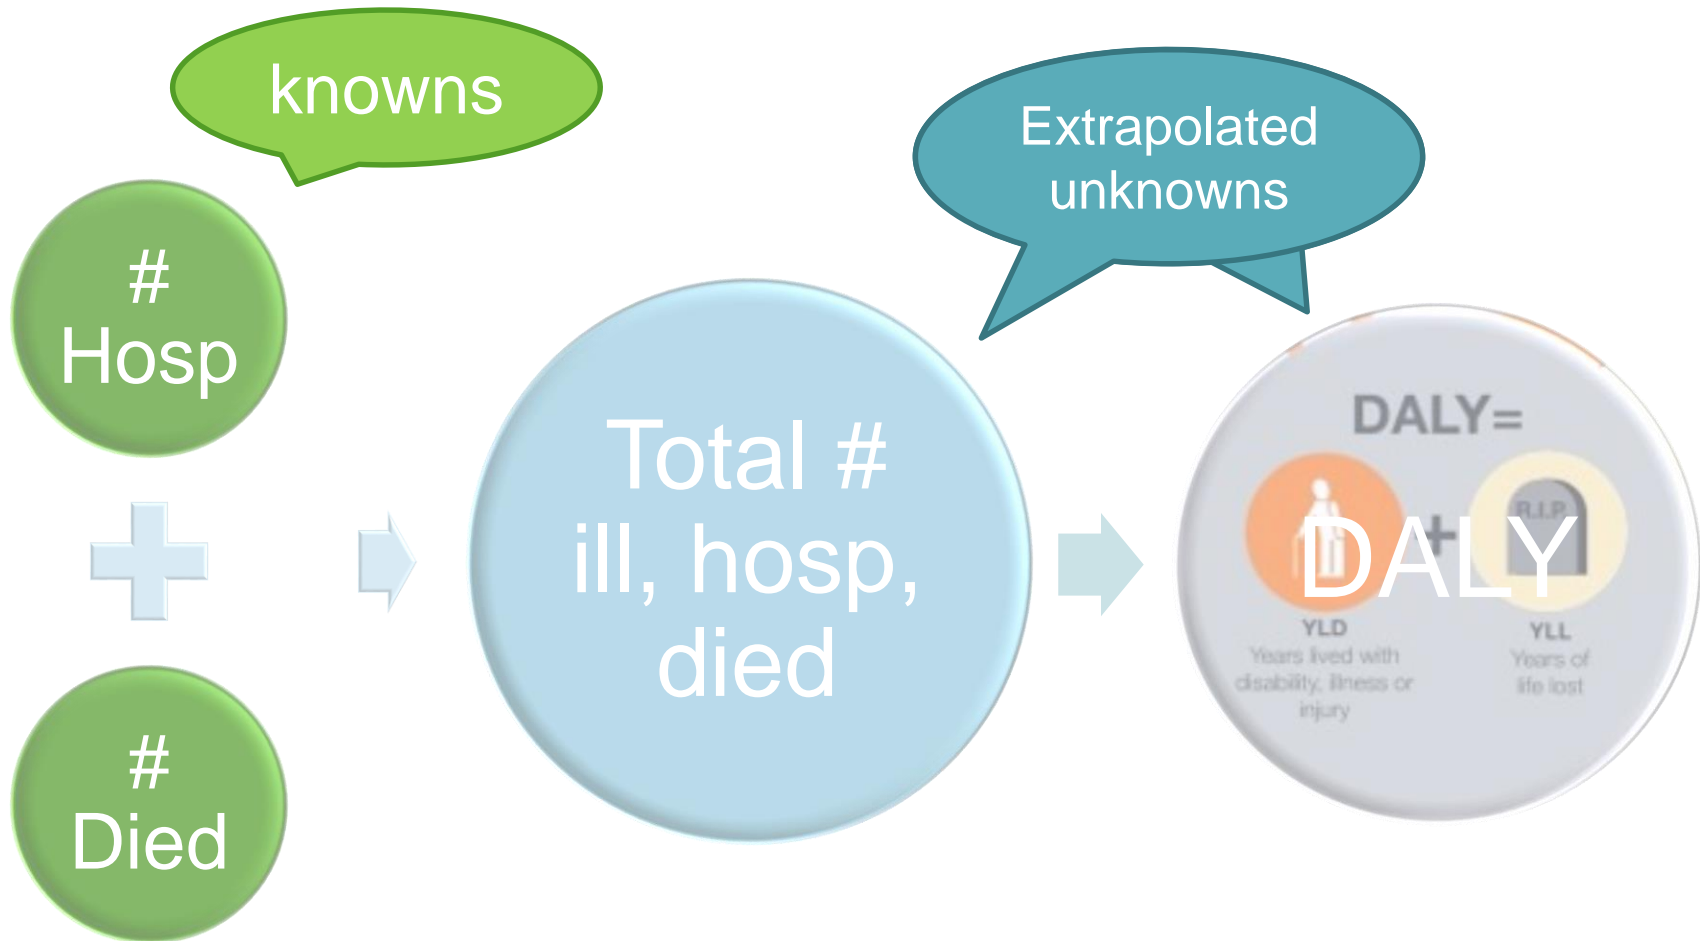 knowns
Extrapolated
unknowns
#
Hosp
#
Died
Total #
ill, hosp,
died
DALY=
+
R.I.P.
DALY
YLD
Years lived with
disability, illness or
injury
YLL
Years of
life lost